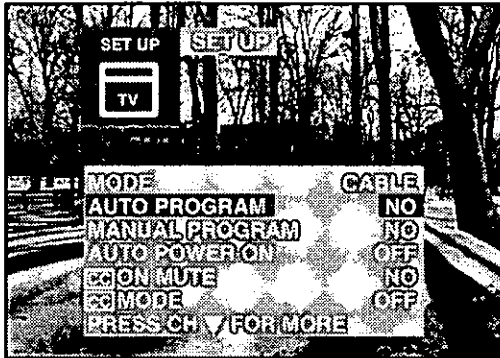 SET UP SET UP
TV
MODE CABLE
AUTO PROGRAM NO
MANUAL PROGRAM NO
AUTO POWER ON OFF
CC ON MUTE NO
CC MODE OFF
PRESS CH ▼ FOR MORE